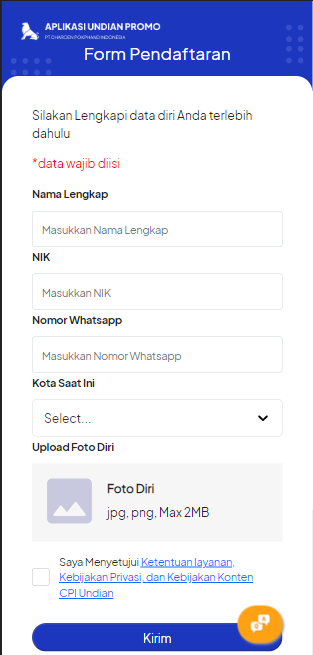 APLIKASI UNDIAN PROMO
PT CHAROEN POKPHAND INDONESIA
Form Pendaftaran
Silakan Lengkapi data diri Anda terlebih
dahulu
*data wajib diisi
Nama Lengkap
Masukkan Nama Lengkap
NIK
Masukkan NIK
Nomor Whatsapp
Masukkan Nomor Whatsapp
Kota Saat Ini
Select...
Upload Foto Diri
Foto Diri
jpg, png, Max 2MB
Saya Menyetujui Ketentuan layanan,
Kebijakan Privasi, dan Kebijakan Konten
CPI Undian
Kirim